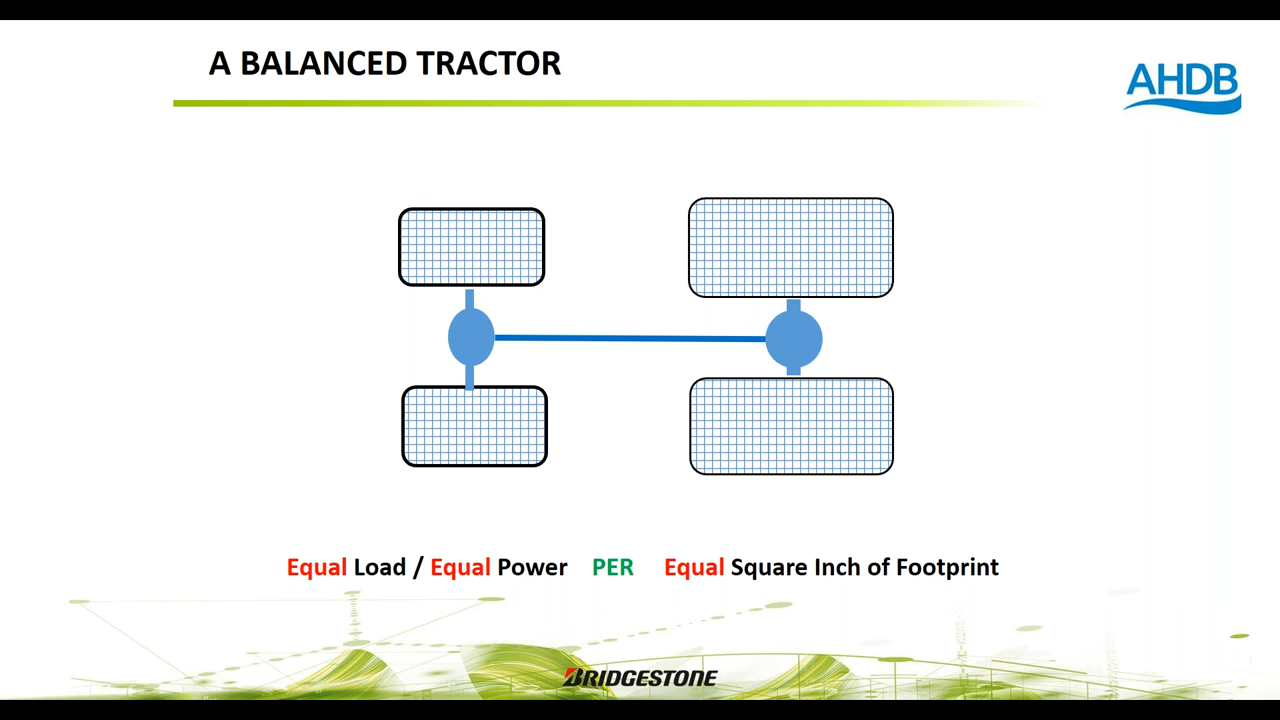 A BALANCED TRACTOR
AHDB
Equal Load / Equal Power PER Equal Square Inch of Footprint
BRIDGESTONE